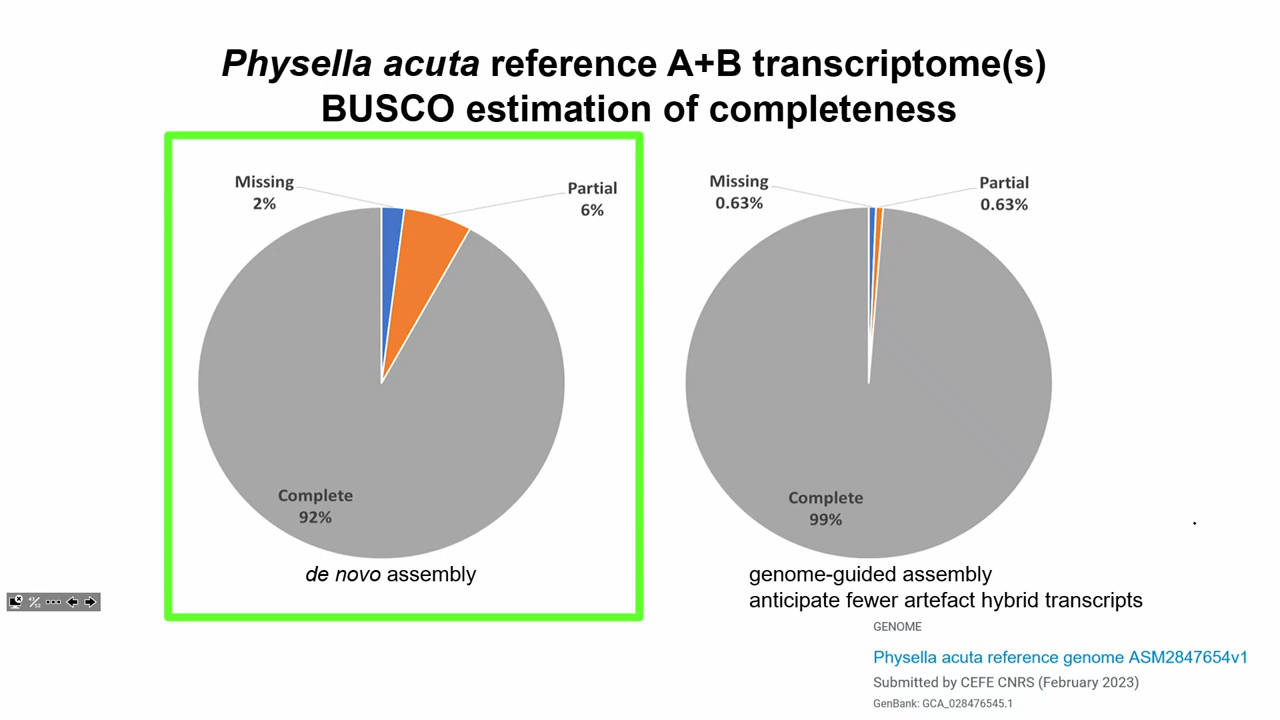 Physella acuta reference A+B transcriptome(s)
BUSCO estimation of completeness
Missing
2%
Partial
6%
Complete
92%
de novo assembly
Missing
0.63%
Partial
0.63%
Complete
99%
genome-guided assembly
anticipate fewer artefact hybrid transcripts
GENOME
Physella acuta reference genome ASM2847654v1
Submitted by CEFE CNRS (February 2023)
GenBank: GCA_028476545.1